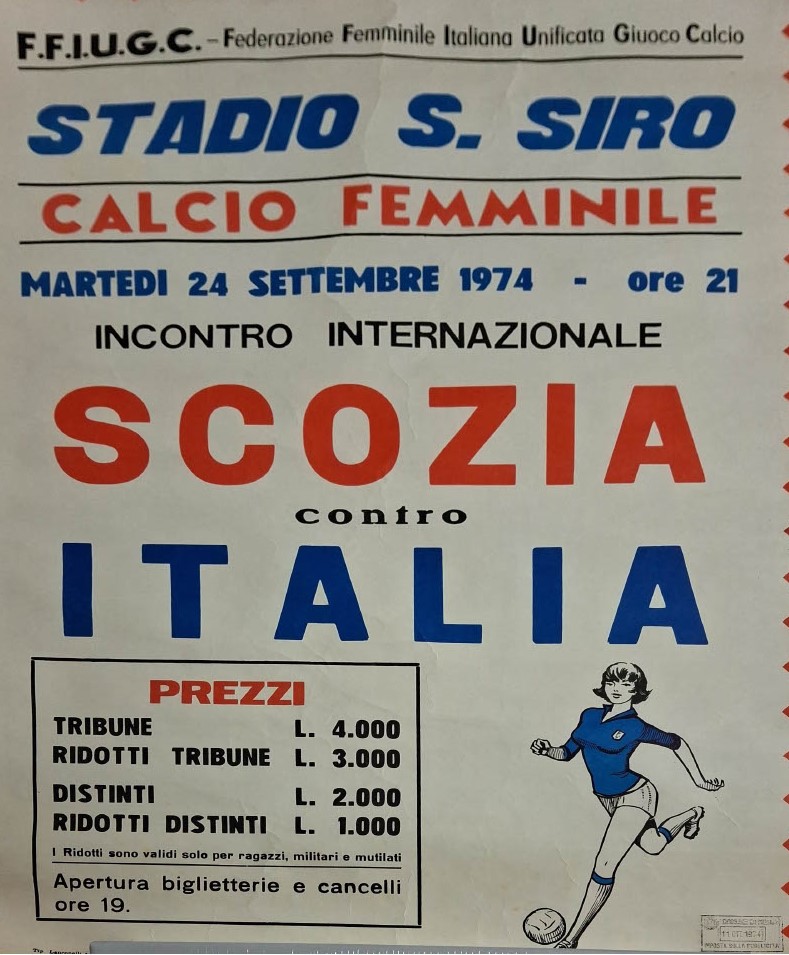 F.F.I.U.G.C. - Federazione Femminile Italiana Unificata Giuoco Calcio
STADIO S. SIRO
CALCIO FEMMINILE
MARTEDI 24 SETTEMBRE 1974 - ore 21
INCONTRO INTERNAZIONALE
SCOZIA
contro
ITALIA
PREZZI
TRIBUNE L. 4.000
RIDOTTI TRIBUNE L. 3.000
DISTINTI L. 2.000
RIDOTTI DISTINTI L. 1.000
I Ridotti sono validi solo per ragazzi, militari e mutilati
Apertura biglietterie e cancelli
ore 19.
Tip.